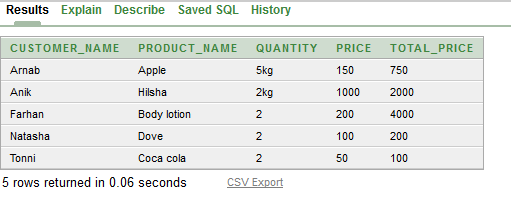 Results Explain Describe Saved SQL History
CUSTOMER_NAME PRODUCT_NAME QUANTITY PRICE TOTAL_PRICE
Arnab Apple 5kg 150 750
Anik Hilsha 2kg 1000 2000
Farhan Body lotion 2 200 4000
Natasha Dove 2 100 200
Tonni Coca cola 2 50 100
5 rows returned in 0.06 seconds CSV Export